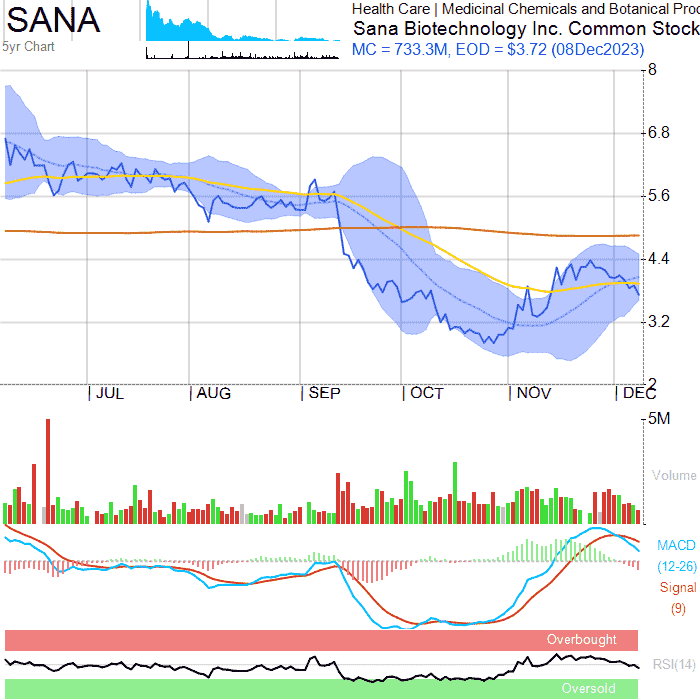 SANA
5yr Chart
Health Care | Medicinal Chemicals and Botanical Proc
Sana Biotechnology Inc. Common Stock
MC = 733.3M, EOD = $3.72 (08Dec2023)
8
6.8
5.6
4.4
3.2
2
JUL AUG SEP OCT NOV DEC
5M
Volume
MACD
(12-26)
Signal
(9)
Overbought
RSI(14)
Oversold